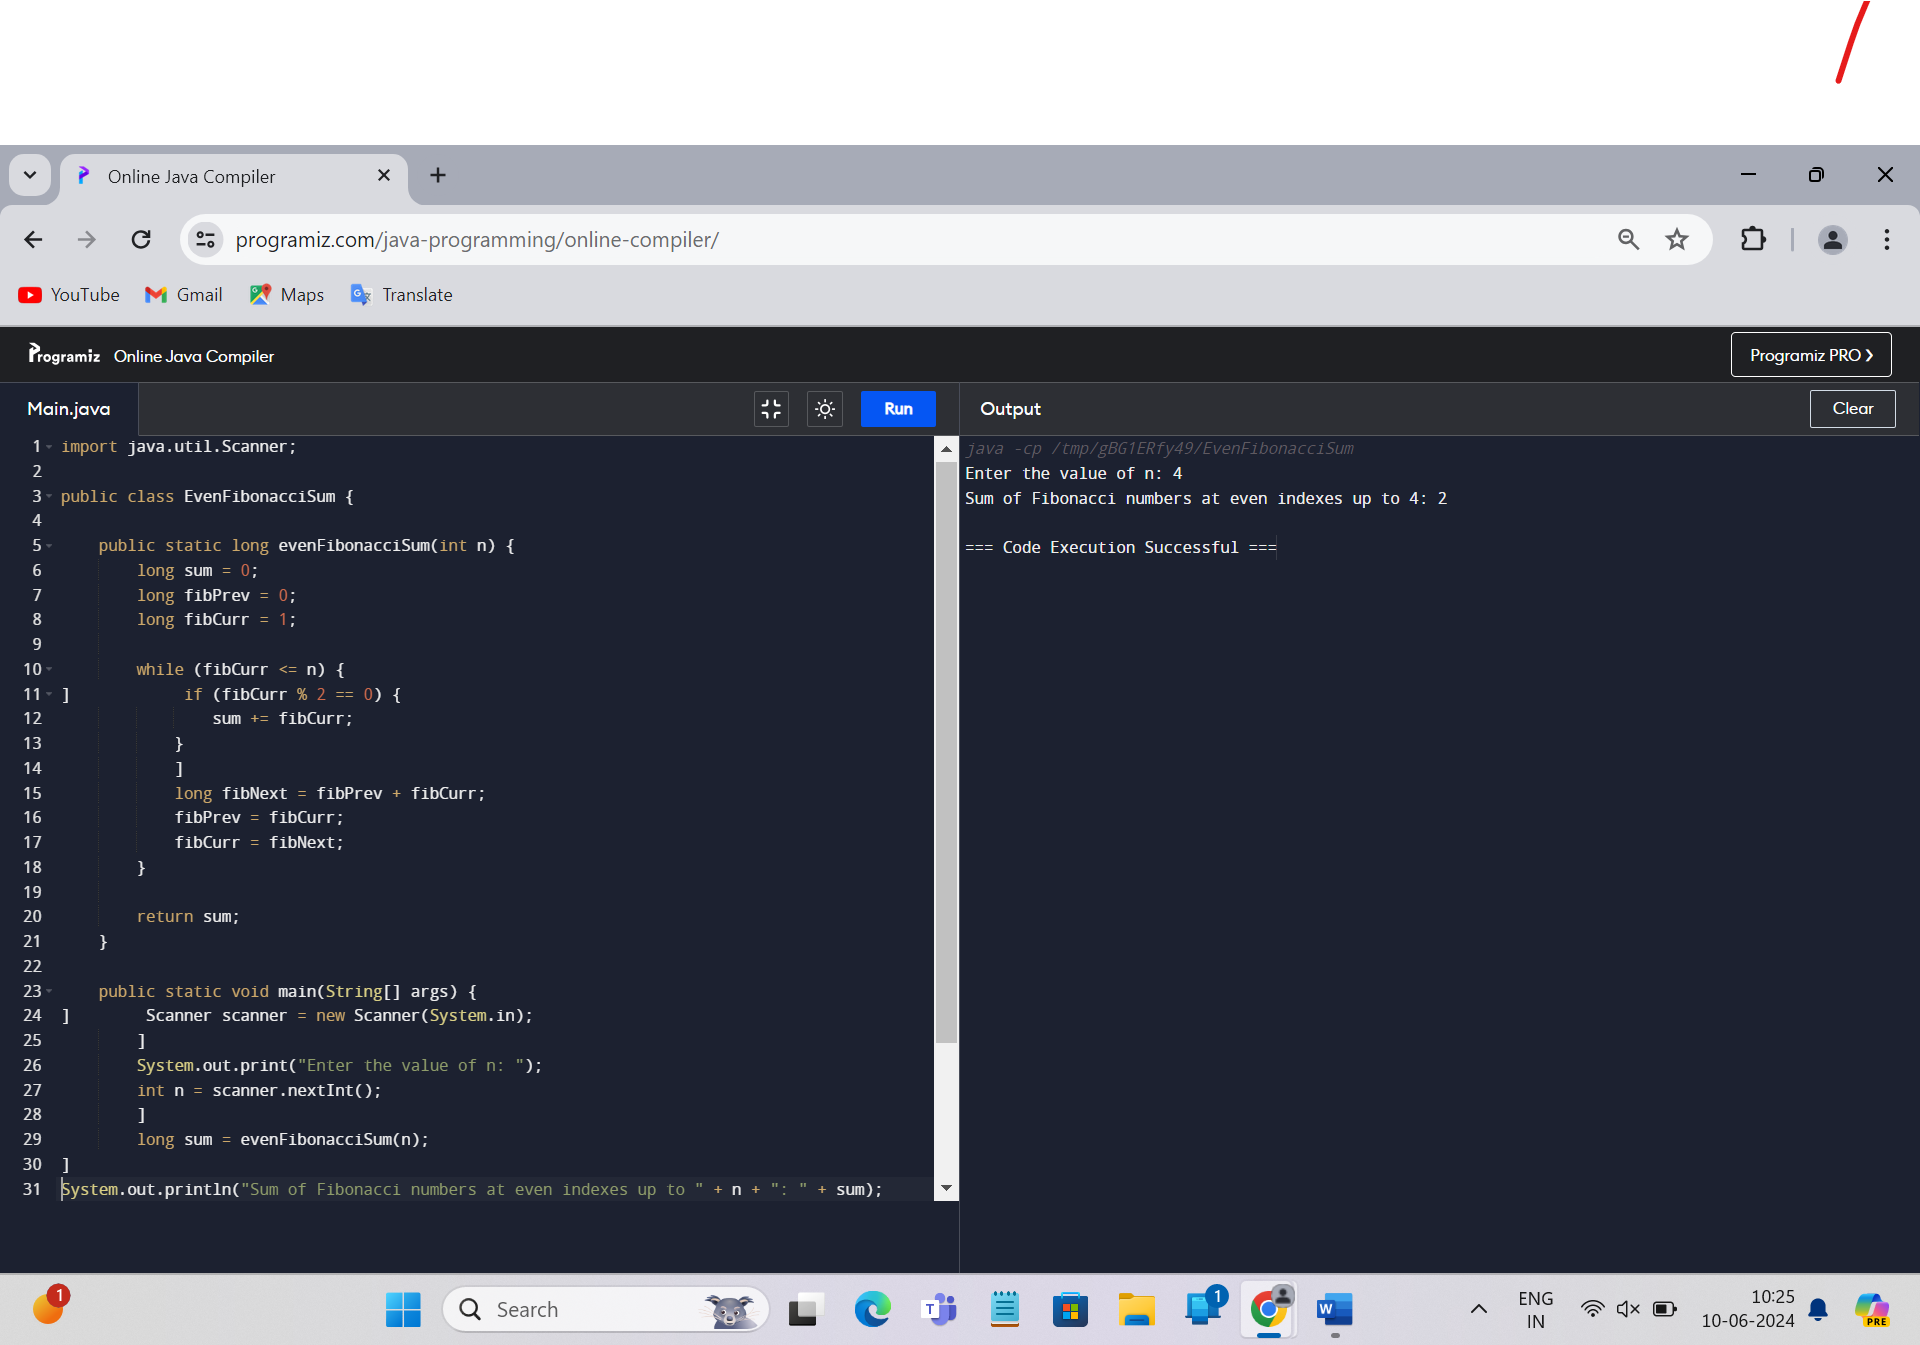 Online Java Compiler
programiz.com/java-programming/online-compiler/
YouTube Gmail Maps Translate
Programiz Online Java Compiler Programiz PRO ❯
Main.java Run Output Clear
1 import java.util.Scanner;
2
3 public class EvenFibonacciSum {
4
5 public static long evenFibonacciSum(int n) {
6 long sum = 0;
7 long fibPrev = 0;
8 long fibCurr = 1;
9
10 while (fibCurr <= n) {
11 ] if (fibCurr % 2 == 0) {
12 sum += fibCurr;
13 }
14 ]
15 long fibNext = fibPrev + fibCurr;
16 fibPrev = fibCurr;
17 fibCurr = fibNext;
18 }
19
20 return sum;
21 }
22
23 public static void main(String[] args) {
24 ] Scanner scanner = new Scanner(System.in);
25 ]
26 System.out.print("Enter the value of n: ");
27 int n = scanner.nextInt();
28 ]
29 long sum = evenFibonacciSum(n);
30 ]
31 System.out.println("Sum of Fibonacci numbers at even indexes up to " + n + ": " + sum);
java -cp /tmp/gBG1ERfy49/EvenFibonacciSum
Enter the value of n: 4
Sum of Fibonacci numbers at even indexes up to 4: 2
=== Code Execution Successful ===
1
Search
T
1
W
ENG
IN
10:25
10-06-2024
PRE